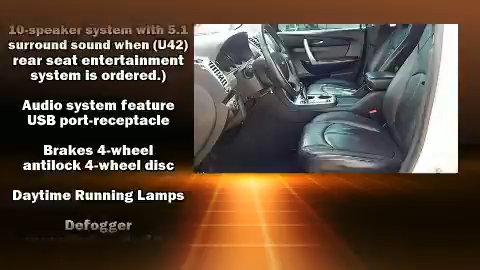 10-speaker system with 5.1
surround sound when (U42)
rear seat entertainment
system is ordered.)
Audio system feature
USB port-receptacle
Brakes 4-wheel
antilock 4-wheel disc
Daytime Running Lamps
Defogger